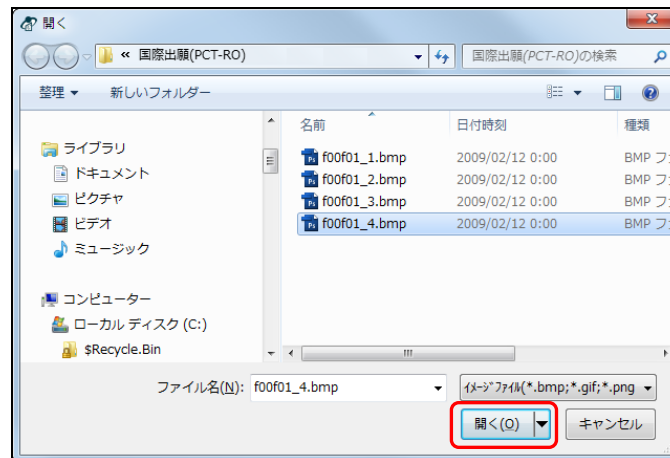 開く
« 国際出願(PCT-RO)
国際出願(PCT-RO)の検索
整理 新しいフォルダー
名前 日付時刻 種類
ライブラリ
ドキュメント
ピクチャ
ビデオ
ミュージック
コンピューター
ローカル ディスク (C:)
$Recycle.Bin
f00f01_1.bmp 2009/02/12 0:00 BMP フ
f00f01_2.bmp 2009/02/12 0:00 BMP フ
f00f01_3.bmp 2009/02/12 0:00 BMP フ
f00f01_4.bmp 2009/02/12 0:00 BMP フ
ファイル名(N): f00f01_4.bmp
ｲﾒｰｼﾞﾌｧｲﾙ(*.bmp;*.gif;*.png
開く(O) キャンセル